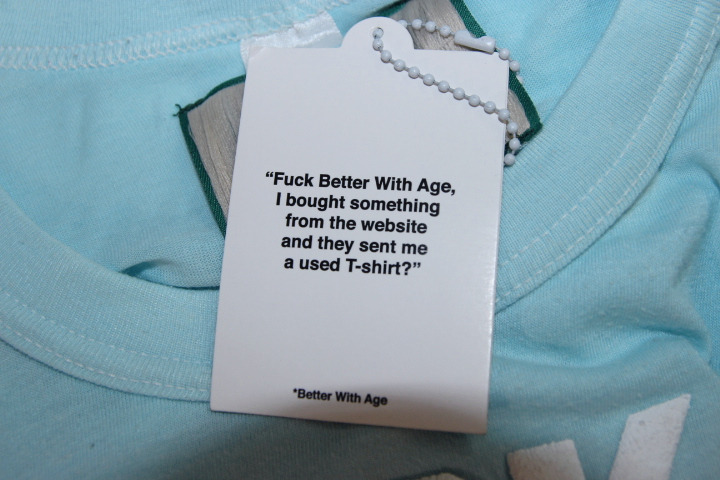 “Fuck Better With Age,
I bought something
from the website
and they sent me
a used T-shirt?”
*Better With Age